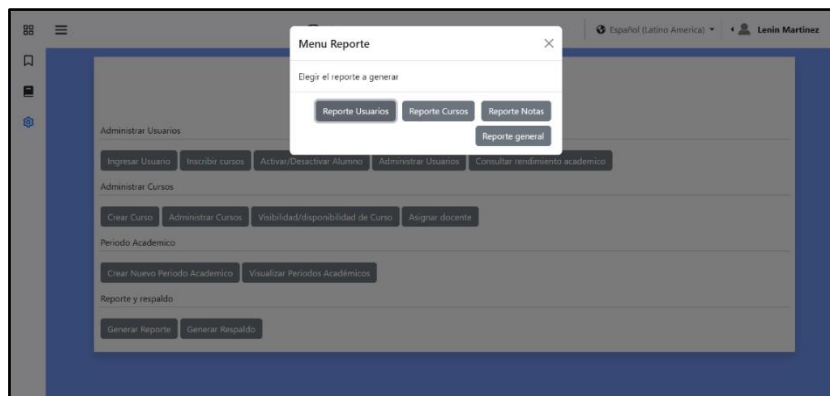 Español (Latino America) Lenin Martinez
Menu Reporte
Elegir el reporte a generar
Reporte Usuarios Reporte Cursos Reporte Notas
Reporte general
Administrar Usuarios
Ingresar Usuario Inscribir cursos Activar/Desactivar Alumno Administrar Usuarios Consultar rendimiento academico
Administrar Cursos
Crear Curso Administrar Cursos Visibilidad/disponibilidad de Curso Asignar docente
Periodo Academico
Crear Nuevo Periodo Academico Visualizar Periodos Académicos
Reporte y respaldo
Generar Reporte Generar Respaldo